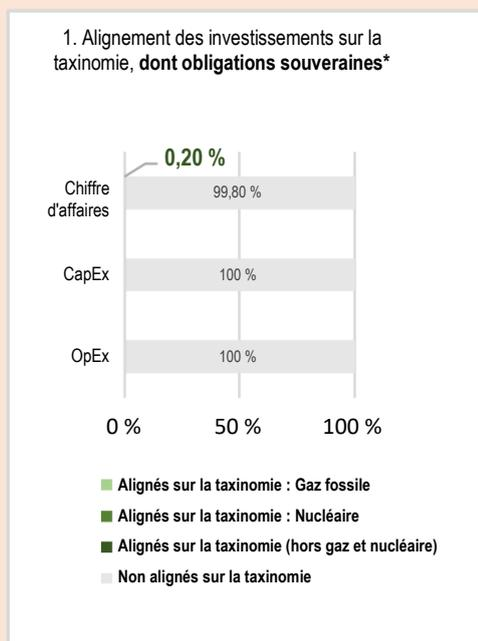 1. Alignement des investissements sur la
taxinomie, dont obligations souveraines*
0,20 %
Chiffre
d'affaires
99,80 %
CapEx
100 %
OpEx
100 %
0 %
50 %
100 %
Alignés sur la taxinomie : Gaz fossile
Alignés sur la taxinomie : Nucléaire
Alignés sur la taxinomie (hors gaz et nucléaire)
Non alignés sur la taxinomie